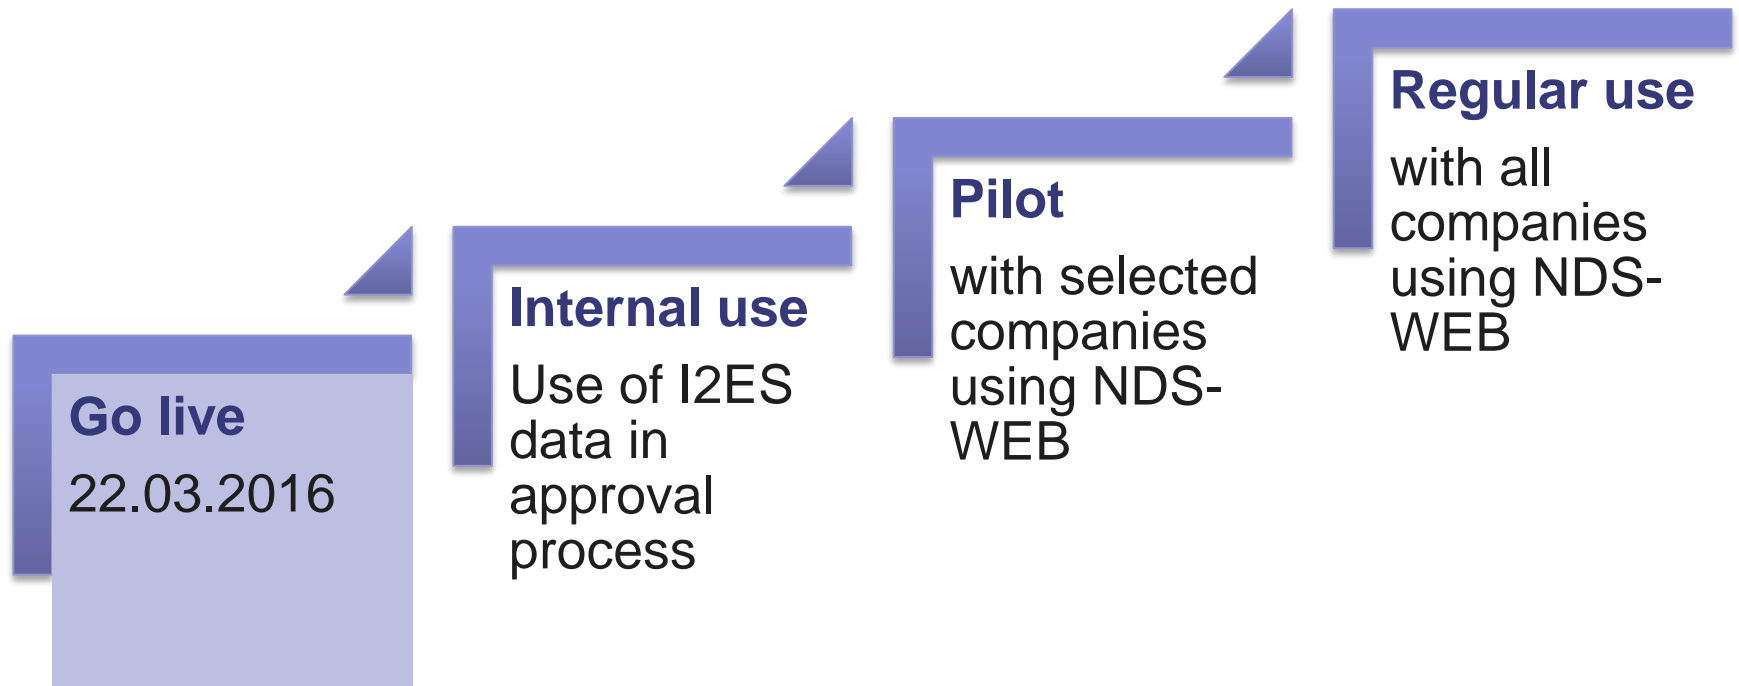 Go live
22.03.2016
Internal use
Use of I2ES
data in
approval
process
Pilot
with selected
companies
using NDS-
WEB
Regular use
with all
companies
using NDS-
WEB